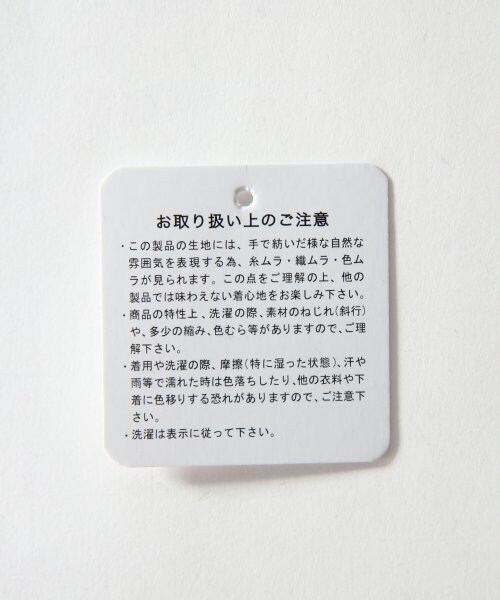 お取り扱い上のご注意
・この製品の生地には、手で紡いだ様な自然な
雰囲気を表現する為、糸ムラ・織ムラ・色ム
ラが見られます。この点をご理解の上、他の
製品では味わえない着心地をお楽しみ下さい。
・商品の特性上、洗濯の際、素材のねじれ(斜行)
や、多少の縮み、色むら等がありますので、ご理
解下さい。
・着用や洗濯の際、摩擦(特に湿った状態)、汗や
雨等で濡れた時は色落ちしたり、他の衣料や下
着に色移りする恐れがありますので、ご注意下
さい。
・洗濯は表示に従って下さい。